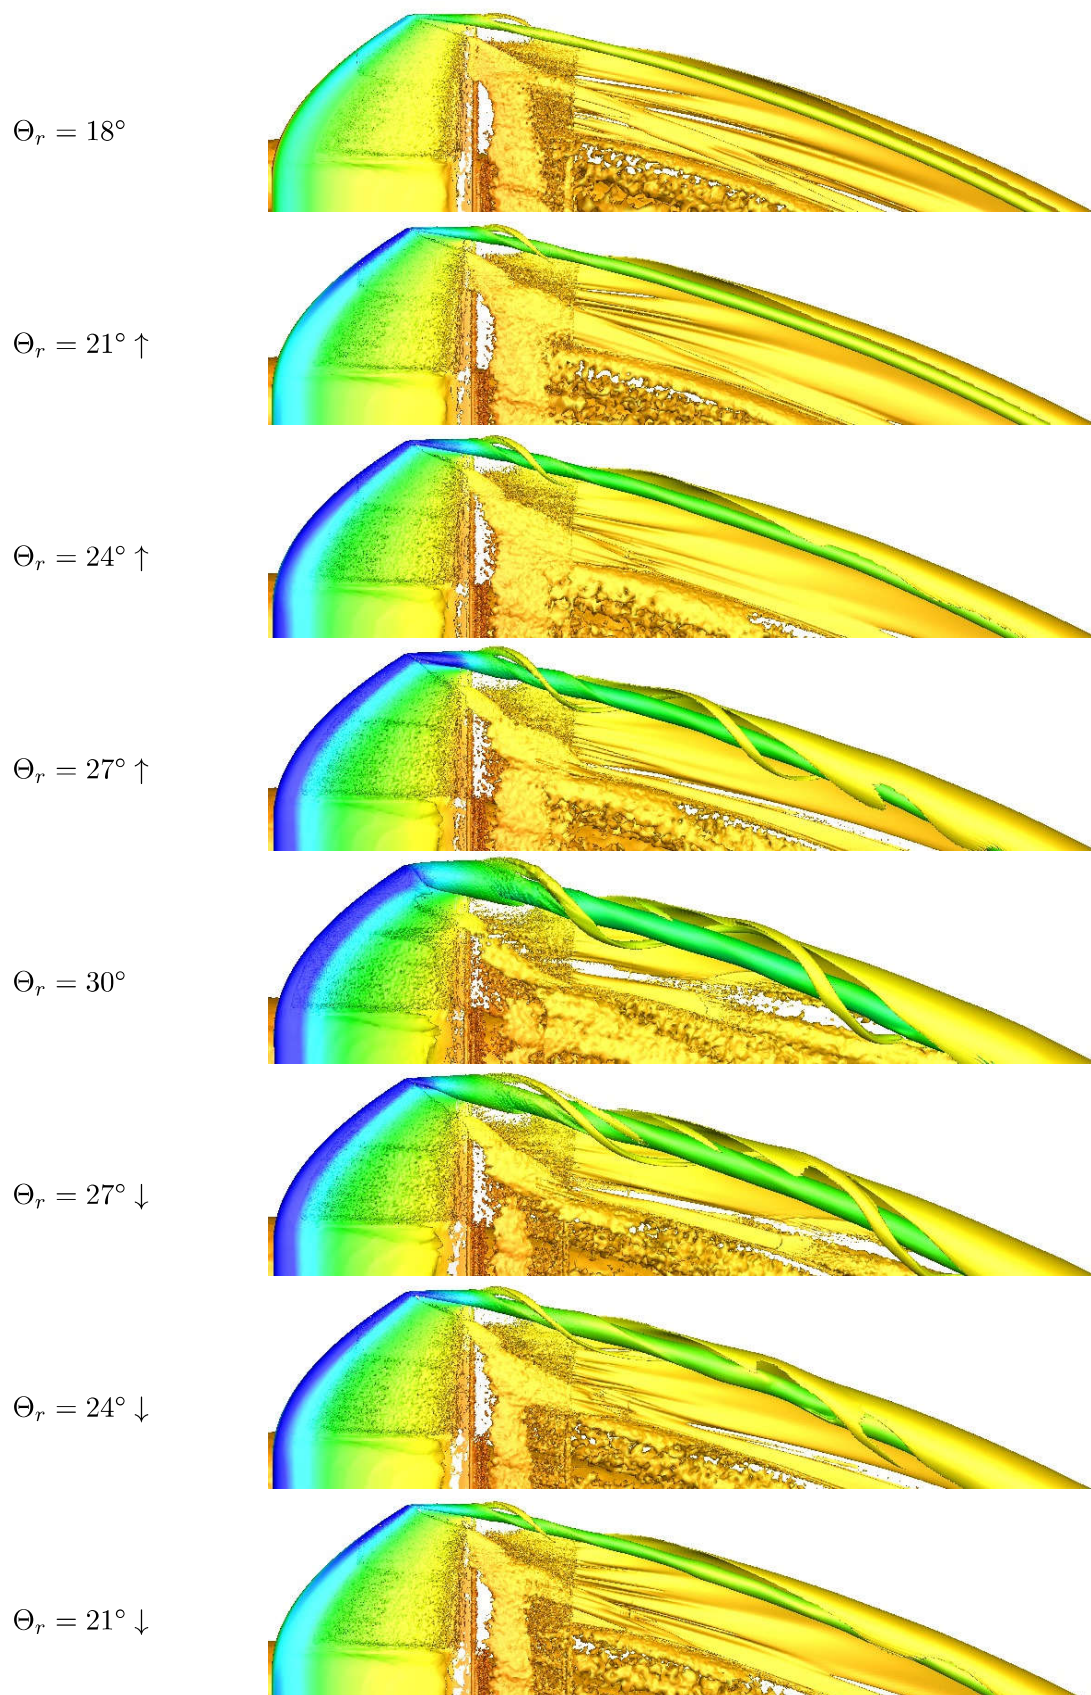 Θ_r = 18°
Θ_r = 21° ↑
Θ_r = 24° ↑
Θ_r = 27° ↑
Θ_r = 30°
Θ_r = 27° ↓
Θ_r = 24° ↓
Θ_r = 21° ↓